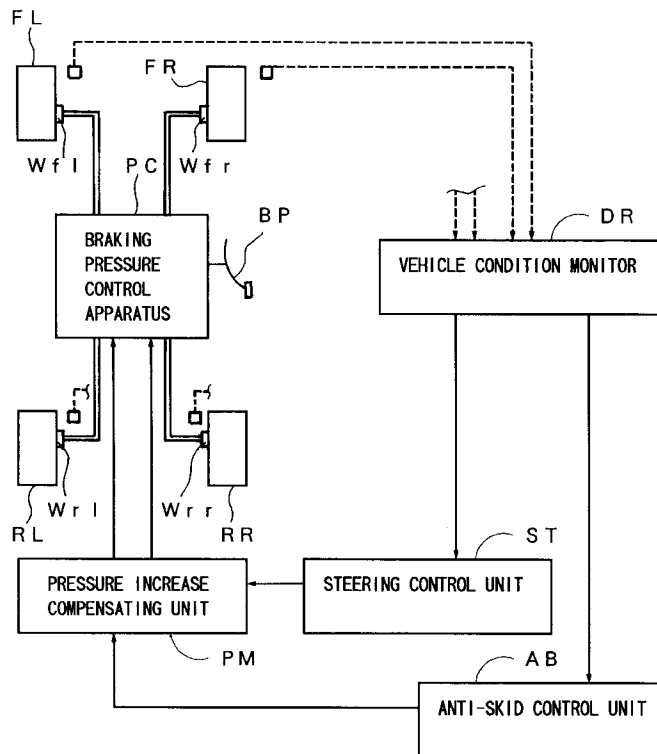 FL
FR
Wfl
PC
Wfr
BP
DR
BRAKING
PRESSURE
CONTROL
APPARATUS
VEHICLE CONDITION MONITOR
Wrl
Wrr
RL
RR
ST
PRESSURE INCREASE
COMPENSATING UNIT
STEERING CONTROL UNIT
PM
AB
ANTI-SKID CONTROL UNIT